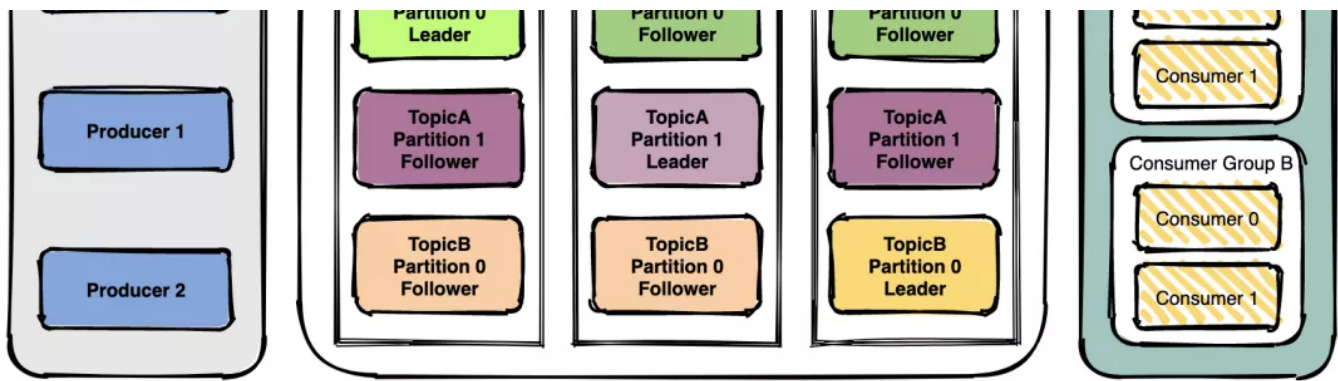 Producer 1
Producer 2
Partition 0
Leader
TopicA
Partition 1
Follower
TopicB
Partition 0
Follower
Partition 0
Follower
TopicA
Partition 1
Leader
TopicB
Partition 0
Follower
Partition 0
Follower
TopicA
Partition 1
Follower
TopicB
Partition 0
Leader
Consumer 1
Consumer Group B
Consumer 0
Consumer 1